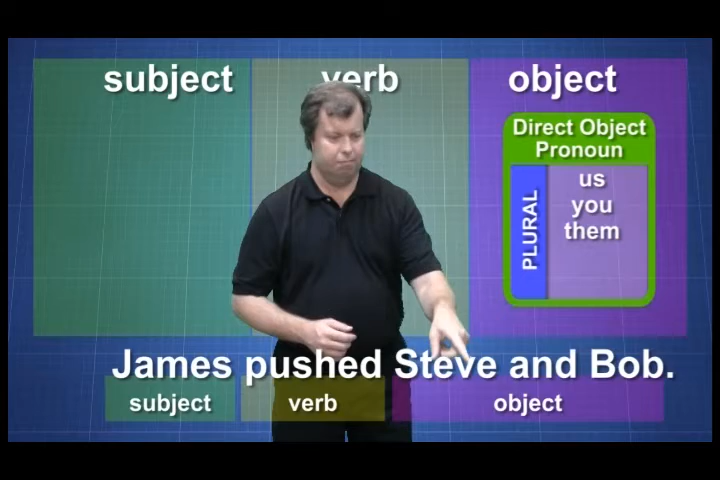 subject verb object
Direct Object
Pronoun
PLURAL
us
you
them
James pushed Steve and Bob.
subject verb object